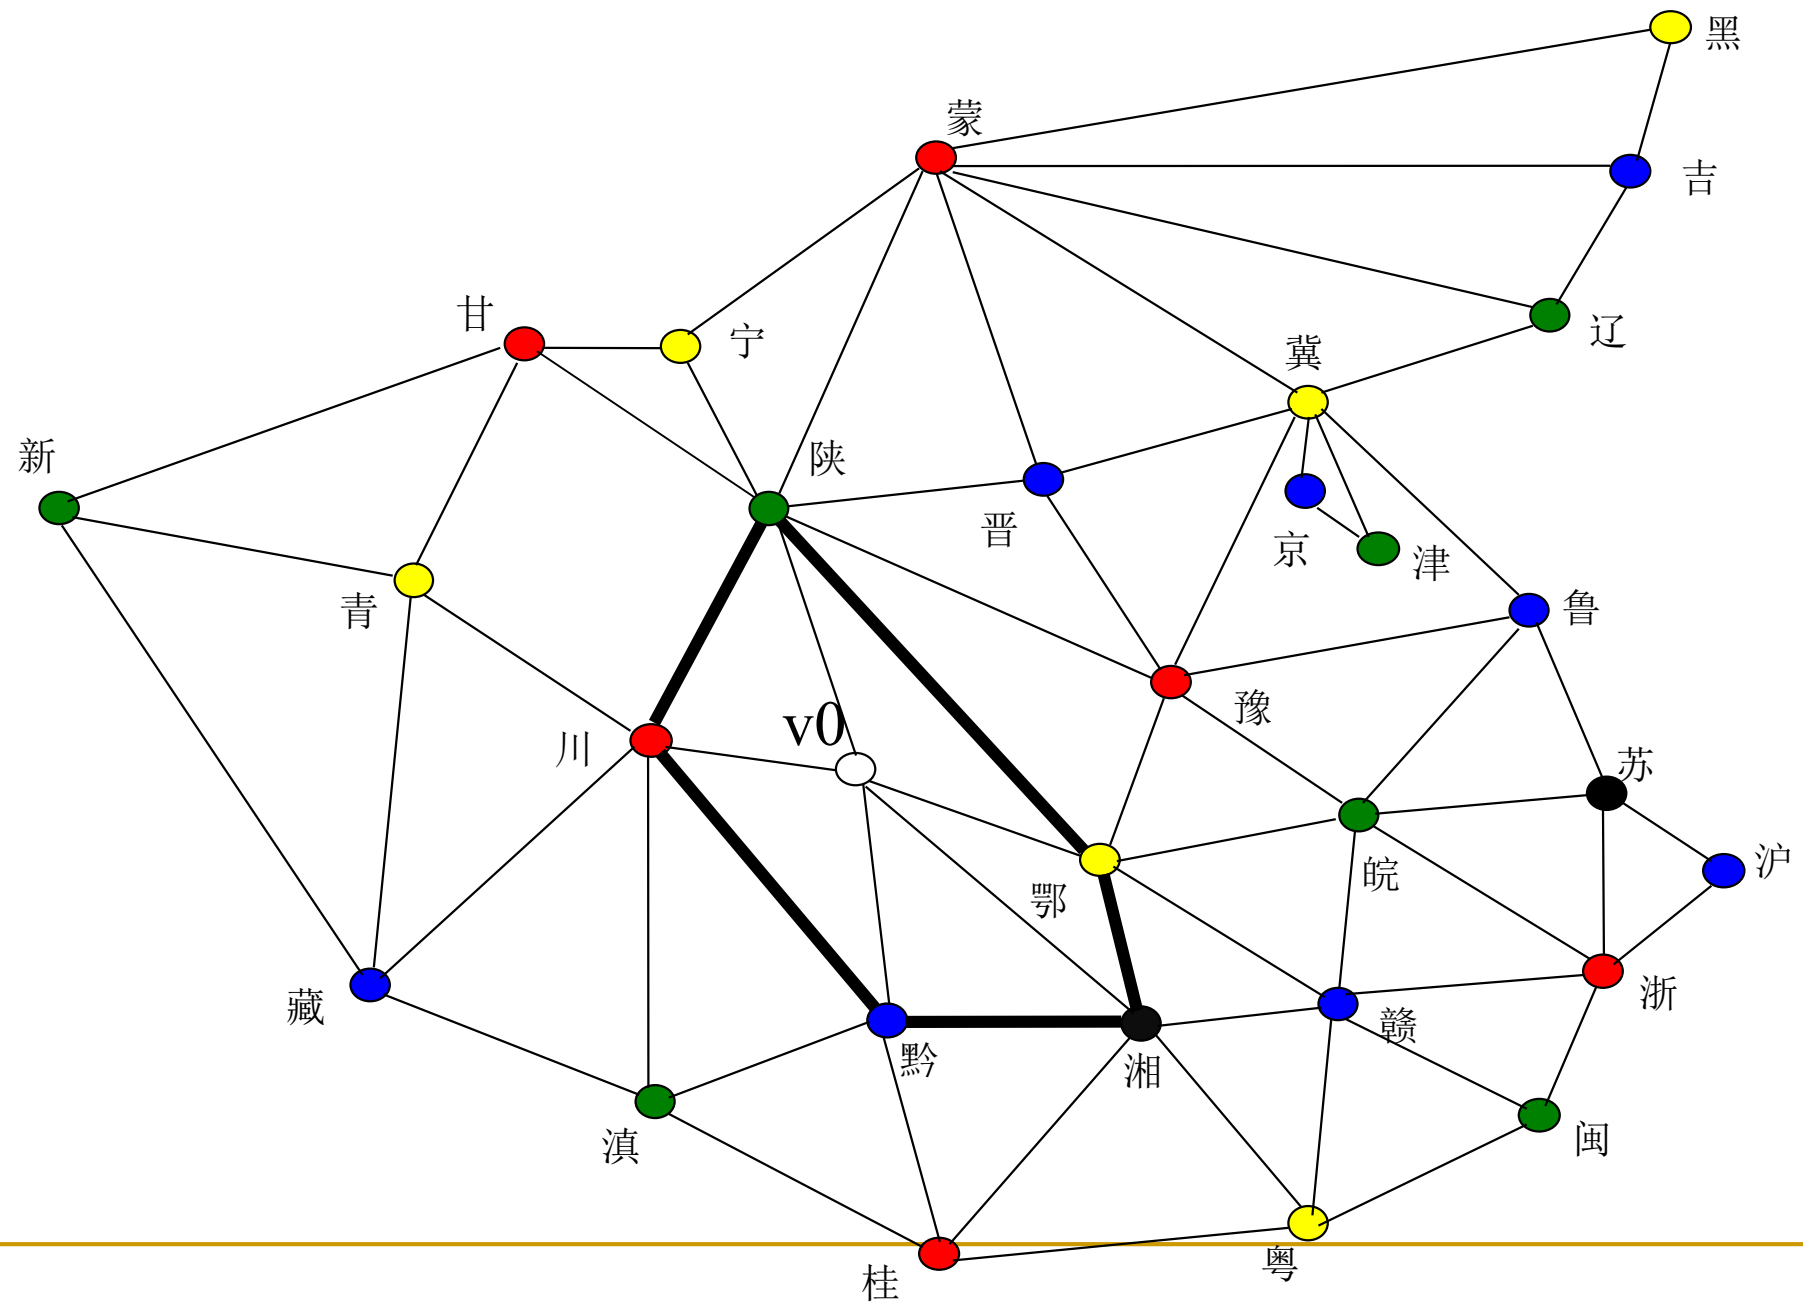 黑
蒙
吉
甘
宁
辽
冀
新
陕
晋
京
津
青
鲁
v0
豫
川
苏
沪
皖
鄂
藏
浙
赣
黔
湘
滇
闽
粤
桂